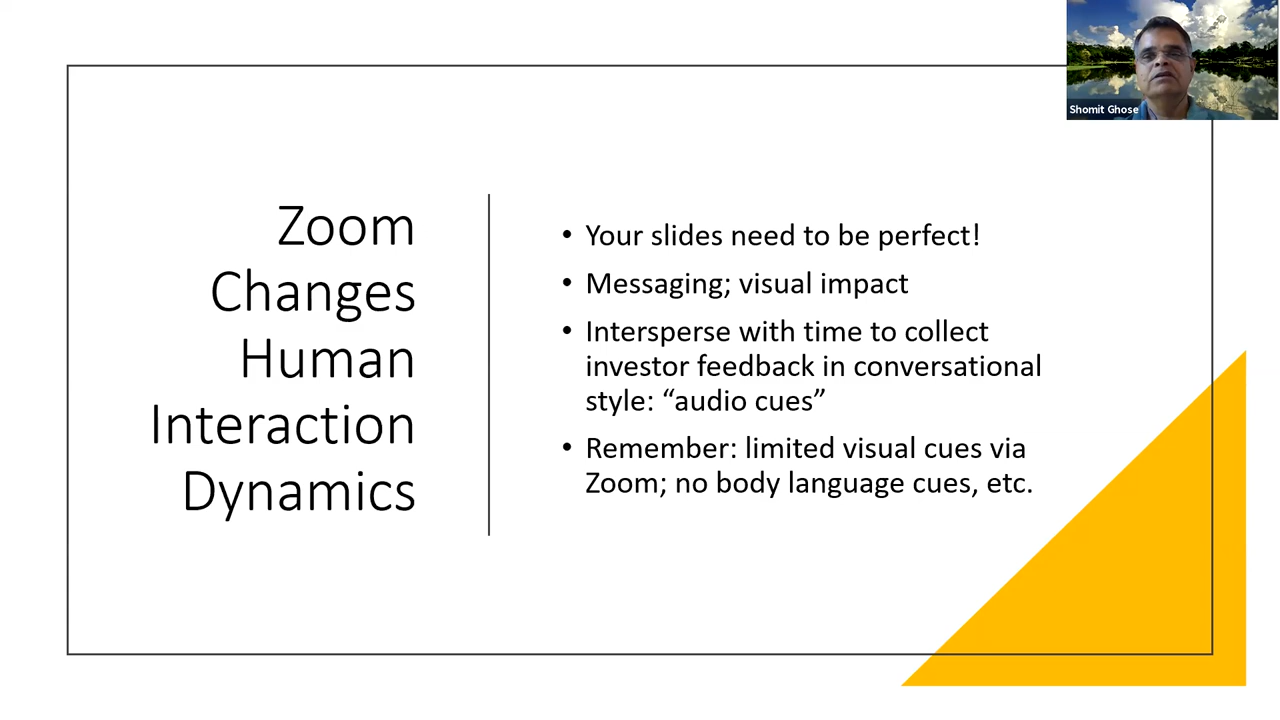 Shomit Ghose
Zoom
Changes
Human
Interaction
Dynamics
• Your slides need to be perfect!
• Messaging; visual impact
• Intersperse with time to collect
investor feedback in conversational
style: “audio cues”
• Remember: limited visual cues via
Zoom; no body language cues, etc.